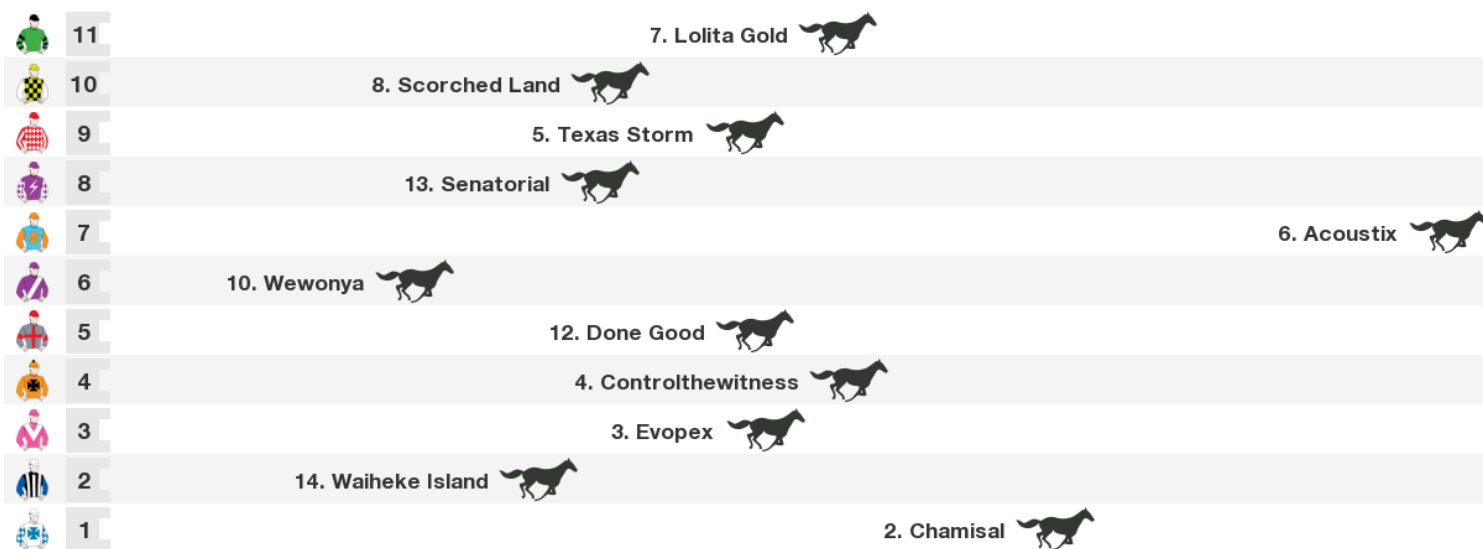 11 7. Lolita Gold
10 8. Scorched Land
9 5. Texas Storm
8 13. Senatorial
7 6. Acoustix
6 10. Wewonya
5 12. Done Good
4 4. Controlthewitness
3 3. Evopex
2 14. Waiheke Island
1 2. Chamisal